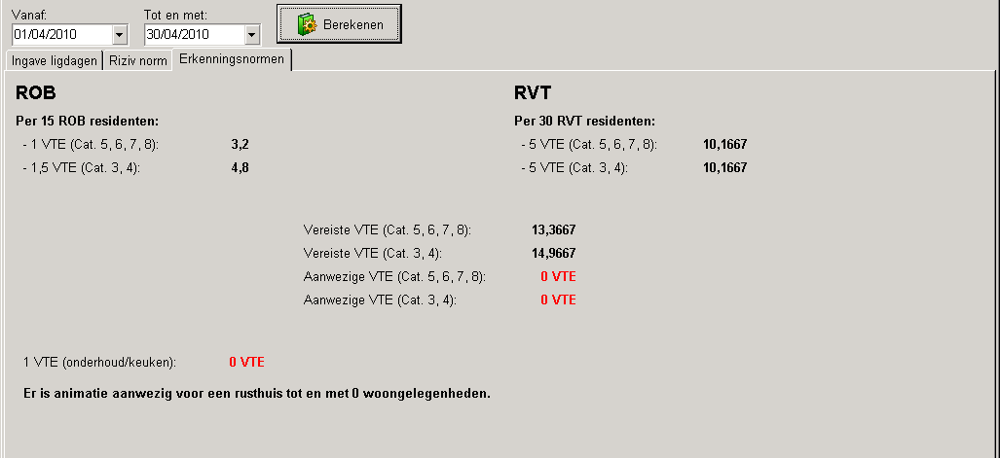 Vanaf: Tot en met:
01/04/2010 30/04/2010 Berekenen
Ingave ligdagen Riziv norm Erkenningsnormen
ROB RVT
Per 15 ROB residenten: Per 30 RVT residenten:
- 1 VTE (Cat. 5, 6, 7, 8): 3,2 - 5 VTE (Cat. 5, 6, 7, 8): 10,1667
- 1,5 VTE (Cat. 3, 4): 4,8 - 5 VTE (Cat. 3, 4): 10,1667
Vereiste VTE (Cat. 5, 6, 7, 8): 13,3667
Vereiste VTE (Cat. 3, 4): 14,9667
Aanwezige VTE (Cat. 5, 6, 7, 8): 0 VTE
Aanwezige VTE (Cat. 3, 4): 0 VTE
1 VTE (onderhoud/keuken): 0 VTE
Er is animatie aanwezig voor een rusthuis tot en met 0 woongelegenheden.